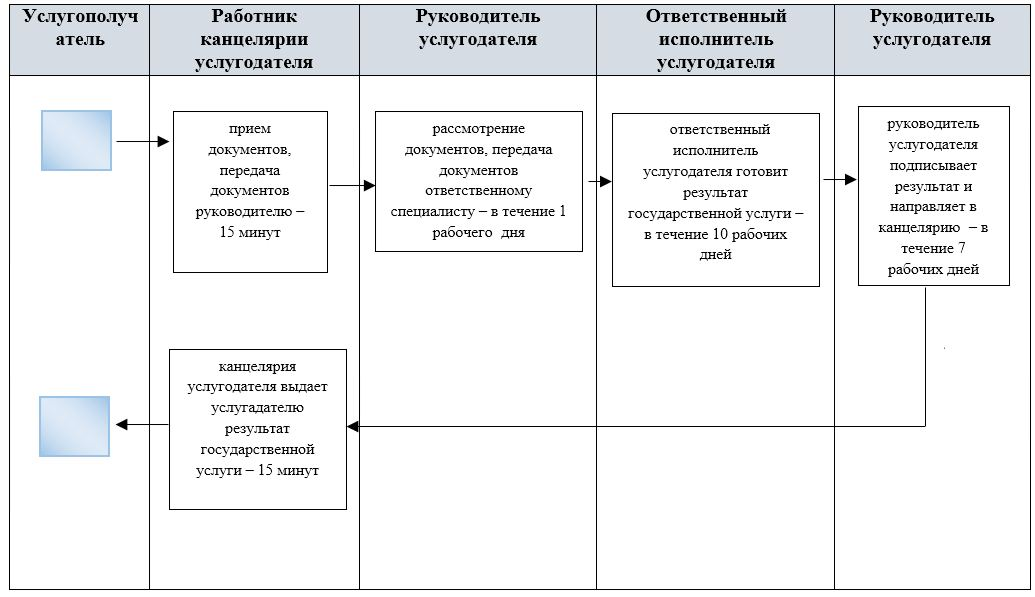 Услугополуч
атель
Работник
канцелярии
услугодателя
Руководитель
услугодателя
Ответственный
исполнитель
услугодателя
Руководитель
услугодателя
прием
документов,
передача
документов
руководителю –
15 минут
рассмотрение
документов, передача
документов
ответственному
специалисту – в течение 1
рабочего дня
ответственный
исполнитель
услугодателя готовит
результат
государственной услуги –
в течение 10 рабочих
дней
руководитель
услугодателя
подписывает
результат и
направляет в
канцелярию – в
течение 7
рабочих дней
канцелярия
услугодателя выдает
услугадателю
результат
государственной
услуги – 15 минут